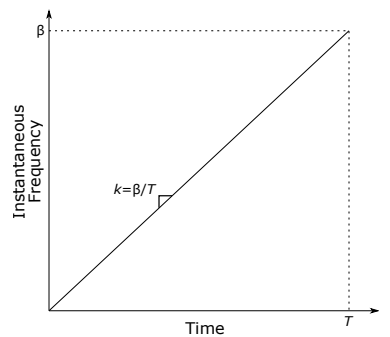 β
Instantaneous
Frequency
k=β/T
T
Time